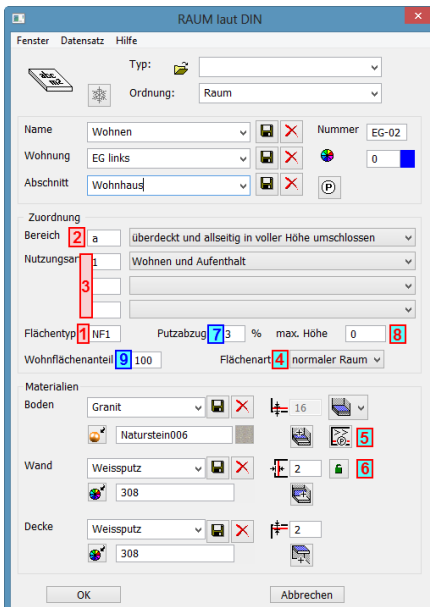 RAUM laut DIN
Fenster Datensatz Hilfe
abc
m2
Typ:
Ordnung: Raum
Name Wohnen Nummer EG-02
Wohnung EG links 0
Abschnitt Wohnhaus P
Zuordnung
Bereich 2 a überdeckt und allseitig in voller Höhe umschlossen
Nutzungsart 1 Wohnen und Aufenthalt
3
Flächentyp 1 NF1 Putzabzug 7 3 % max. Höhe 0 8
Wohnflächenanteil 9 100 Flächenart 4 normaler Raum
Materialien
Boden Granit 16
Naturstein006 P 5
Wand Weissputz 2 6
308
Decke Weissputz 2
308
OK Abbrechen